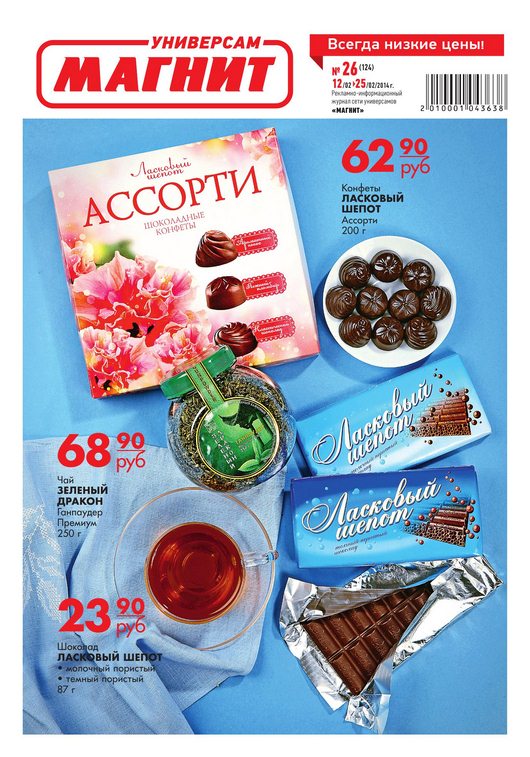 УНИВЕРСАМ
МАГНИТ
Всегда низкие цены!
№ 26 (124)
12/02 25/02/2014 г.
Рекламно-информационный
журнал сети универсамов
«МАГНИТ»
2 010001 043638
Ласковый
шепот
АССОРТИ
ШОКОЛАДНЫЕ
КОНФЕТЫ
62 90
руб
Конфеты
ЛАСКОВЫЙ
ШЕПОТ
Ассорти
200 г
Ласковый
шепот
68 90
руб
Чай
ЗЕЛЕНЫЙ
ДРАКОН
Ганпаудер
Премиум
250 г
Ласковый
шепот
темный пористый
шоколад
23 90
руб
Шоколад
ЛАСКОВЫЙ ШЕПОТ
• молочный пористый
• темный пористый
87 г